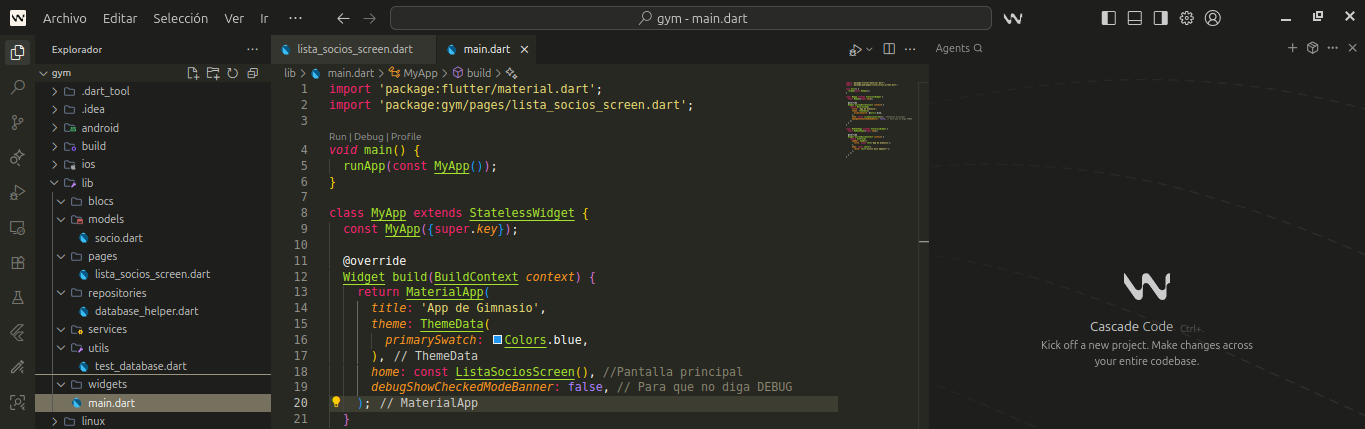 Archivo Editar Selección Ver Ir ··· gym - main.dart
Explorador ···
gym
.dart_tool
.idea
android
build
ios
lib
blocs
models
socio.dart
pages
lista_socios_screen.dart
repositories
database_helper.dart
services
utils
test_database.dart
widgets
main.dart
linux
lista_socios_screen.dart main.dart
lib > main.dart > MyApp > build >
1 import 'package:flutter/material.dart';
2 import 'package:gym/pages/lista_socios_screen.dart';
3
Run | Debug | Profile
4 void main() {
5 runApp(const MyApp());
6 }
7
8 class MyApp extends StatelessWidget {
9 const MyApp({super.key});
10
11 @override
12 Widget build(BuildContext context) {
13 return MaterialApp(
14 title: 'App de Gimnasio',
15 theme: ThemeData(
16 primarySwatch: Colors.blue,
17 ), // ThemeData
18 home: const ListaSociosScreen(), //Pantalla principal
19 debugShowCheckedModeBanner: false, // Para que no diga DEBUG
20 ); // MaterialApp
21 }
Agents
Cascade Code Ctrl+.
Kick off a new project. Make changes across
your entire codebase.